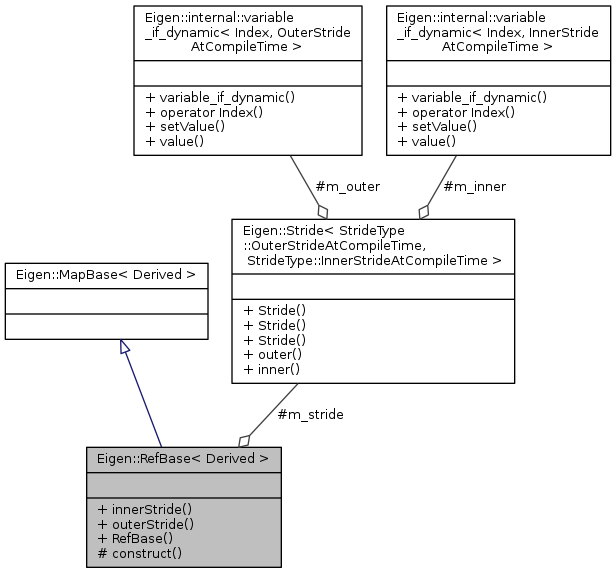 Eigen::internal::variable
_if_dynamic< Index, OuterStride
AtCompileTime >
+ variable_if_dynamic()
+ operator Index()
+ setValue()
+ value()
Eigen::internal::variable
_if_dynamic< Index, InnerStride
AtCompileTime >
+ variable_if_dynamic()
+ operator Index()
+ setValue()
+ value()
#m_outer
#m_inner
Eigen::Stride< StrideType
::OuterStrideAtCompileTime,
StrideType::InnerStrideAtCompileTime >
+ Stride()
+ Stride()
+ Stride()
+ outer()
+ inner()
Eigen::MapBase< Derived >
#m_stride
Eigen::RefBase< Derived >
+ innerStride()
+ outerStride()
+ RefBase()
# construct()